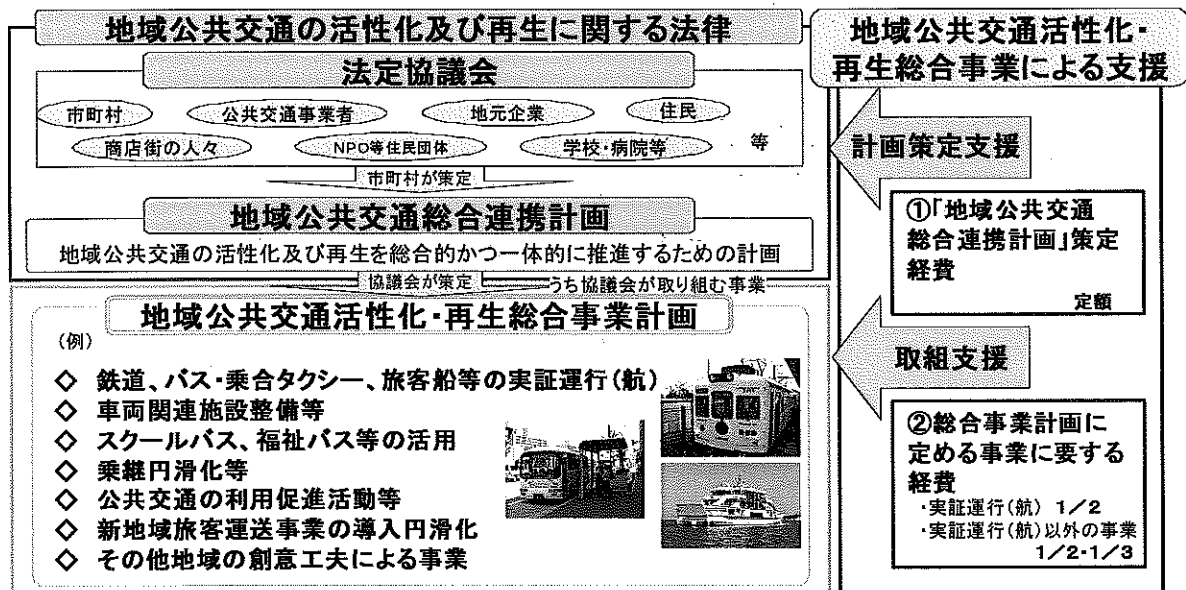 地域公共交通の活性化及び再生に関する法律
法定協議会
市町村
公共交通事業者
地元企業
住民
商店街の人々
NPO等住民団体
学校・病院等
等
市町村が策定
地域公共交通総合連携計画
地域公共交通の活性化及び再生を総合的かつ一体的に推進するための計画
協議会が策定
うち協議会が取り組む事業
地域公共交通活性化・再生総合事業計画
(例)
◇ 鉄道、バス・乗合タクシー、旅客船等の実証運行(航)
◇ 車両関連施設整備等
◇ スクールバス、福祉バス等の活用
◇ 乗継円滑化等
◇ 公共交通の利用促進活動等
◇ 新地域旅客運送事業の導入円滑化
◇ その他地域の創意工夫による事業
地域公共交通活性化・
再生総合事業による支援
計画策定支援
①「地域公共交通
総合連携計画」策定
経費
定額
取組支援
②総合事業計画に
定める事業に要する
経費
・実証運行(航) 1/2
・実証運行(航)以外の事業
1/2・1/3